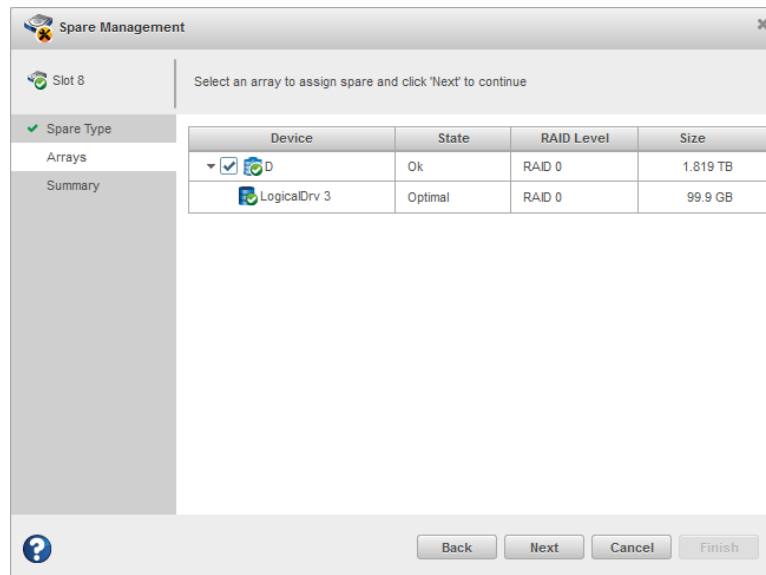 Spare Management
Slot 8
Select an array to assign spare and click 'Next' to continue
Spare Type
Arrays
Summary
Device State RAID Level Size
D Ok RAID 0 1.819 TB
LogicalDrv 3 Optimal RAID 0 99.9 GB
? Back Next Cancel Finish